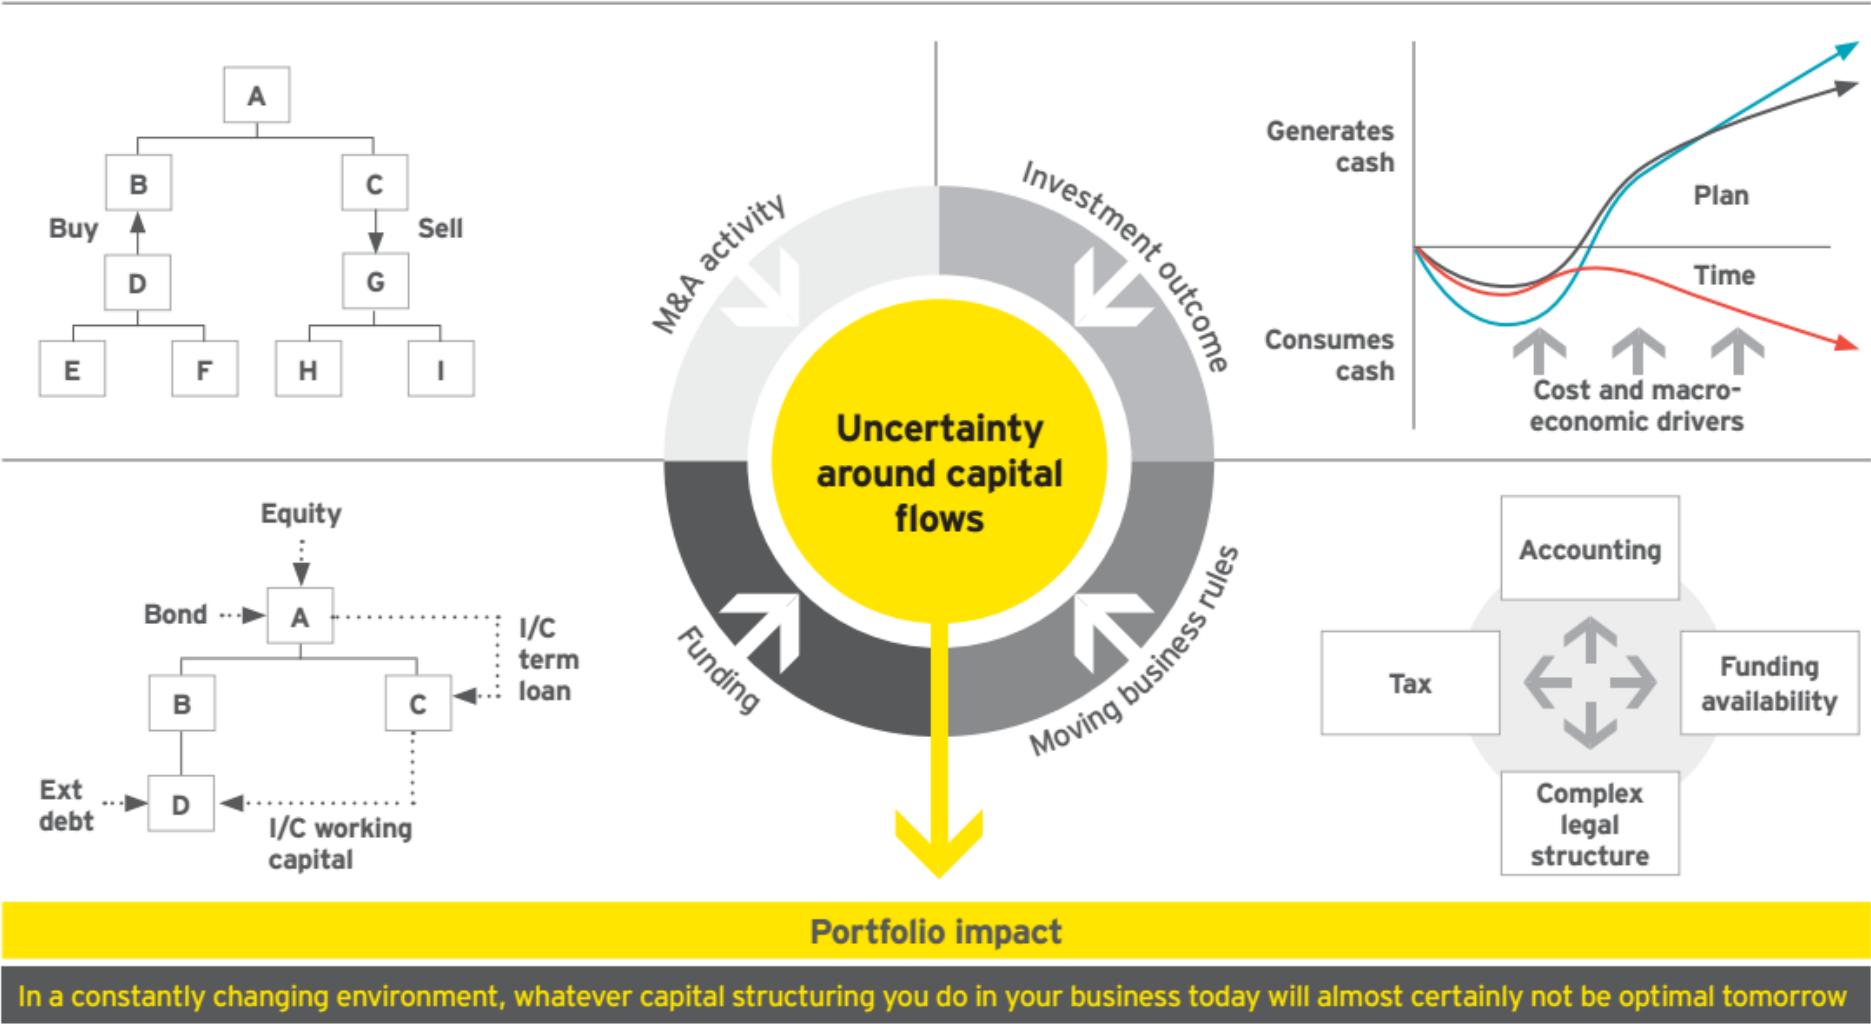 A
B
C
Buy
Sell
D
G
E
F
H
I
M&A activity
Investment outcome
Generates
cash
Plan
Time
Consumes
cash
Cost and macro-
economic drivers
Uncertainty
around capital
flows
Equity
Bond
A
I/C
term
loan
B
C
Ext
debt
D
I/C working
capital
Funding
Moving business rules
Accounting
Tax
Funding
availability
Complex
legal
structure
Portfolio impact
In a constantly changing environment, whatever capital structuring you do in your business today will almost certainly not be optimal tomorrow